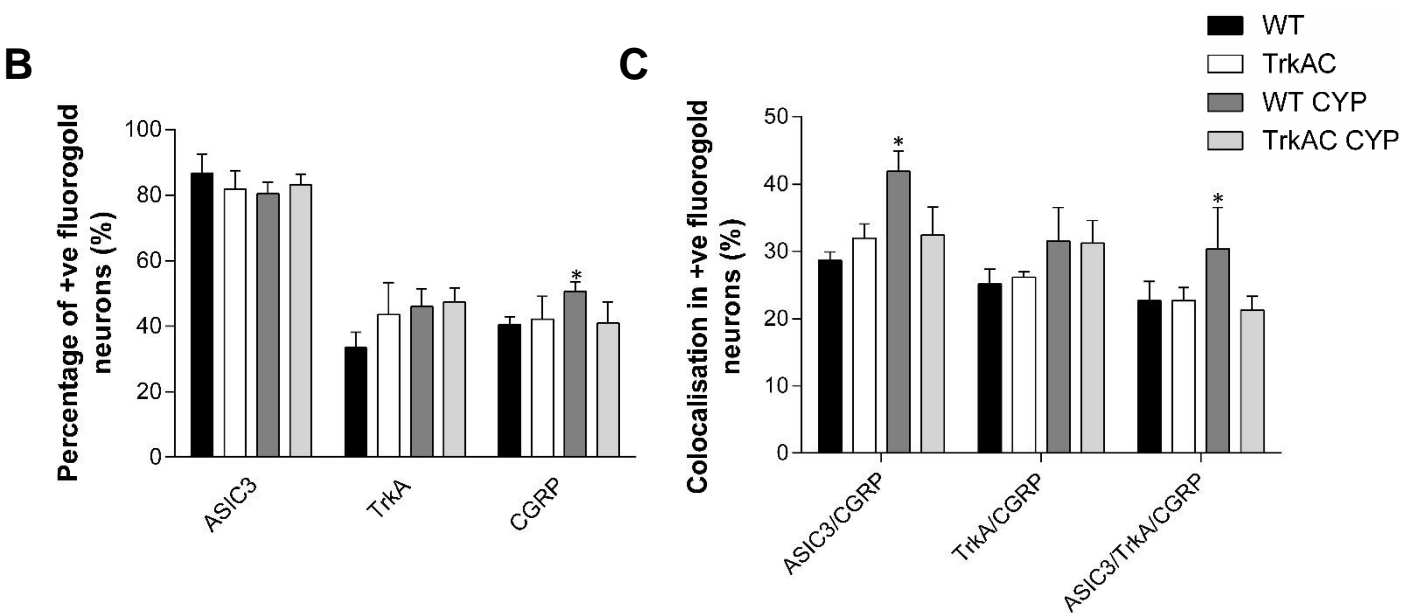 B
Percentage of +ve fluorogold
neurons (%)
100
80
60
40
20
0
ASIC3
TrkA
CGRP
*
C
Colocalisation in +ve fluorogold
neurons (%)
50
40
30
20
10
0
ASIC3/CGRP
TrkA/CGRP
ASIC3/TrkA/CGRP
*
*
WT
TrkAC
WT CYP
TrkAC CYP